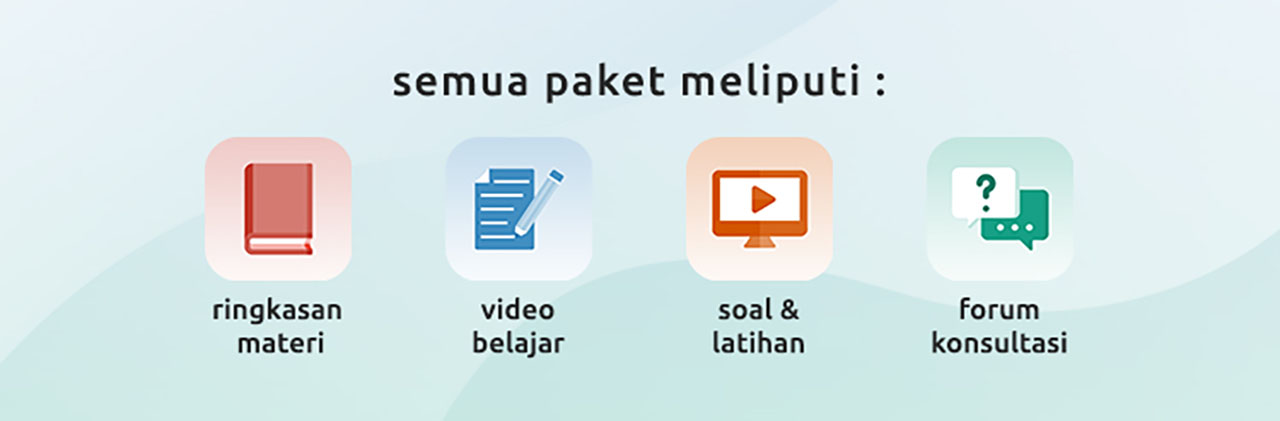 semua paket meliputi :
ringkasan
materi
video
belajar
soal &
latihan
forum
konsultasi